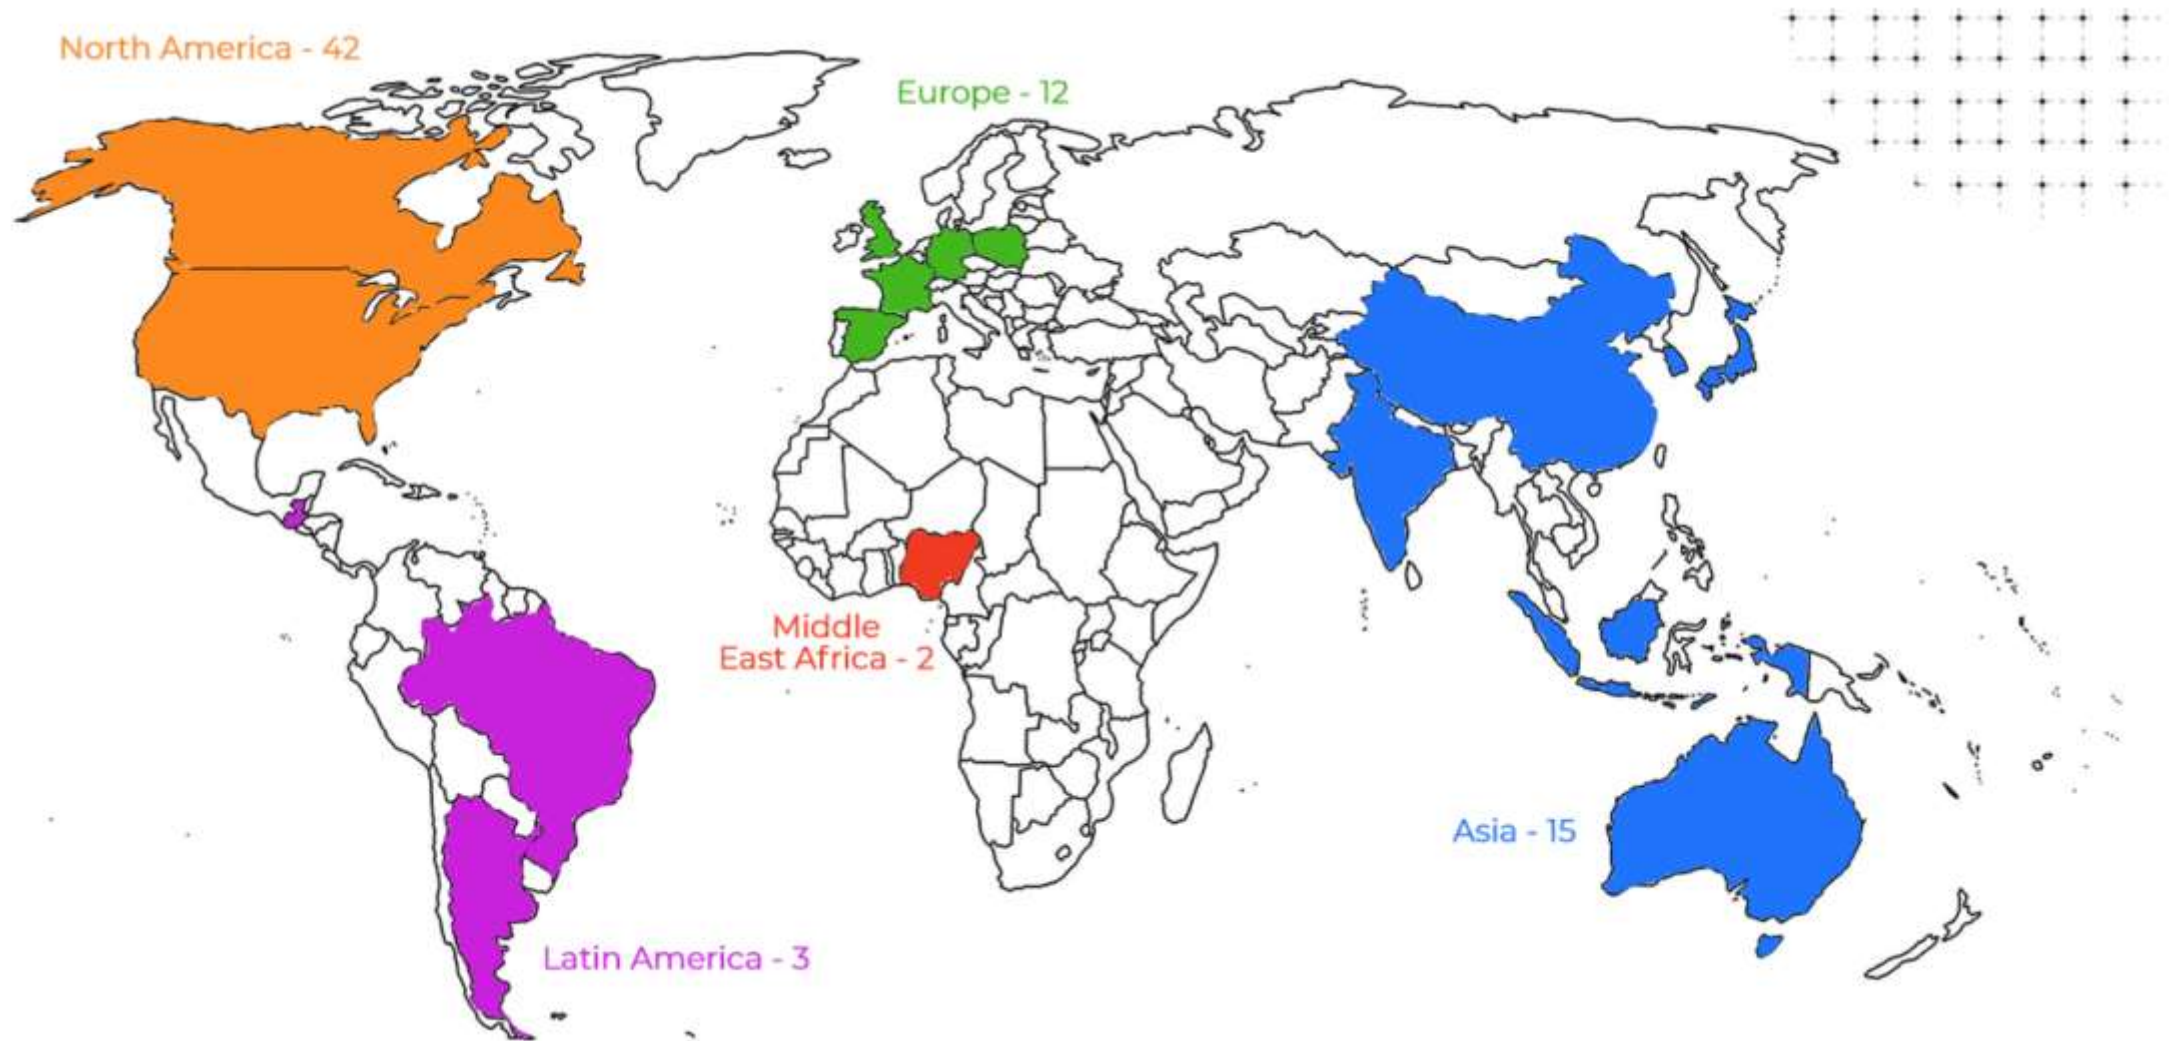 North America - 42
Europe - 12
Middle
East Africa - 2
Asia - 15
Latin America - 3